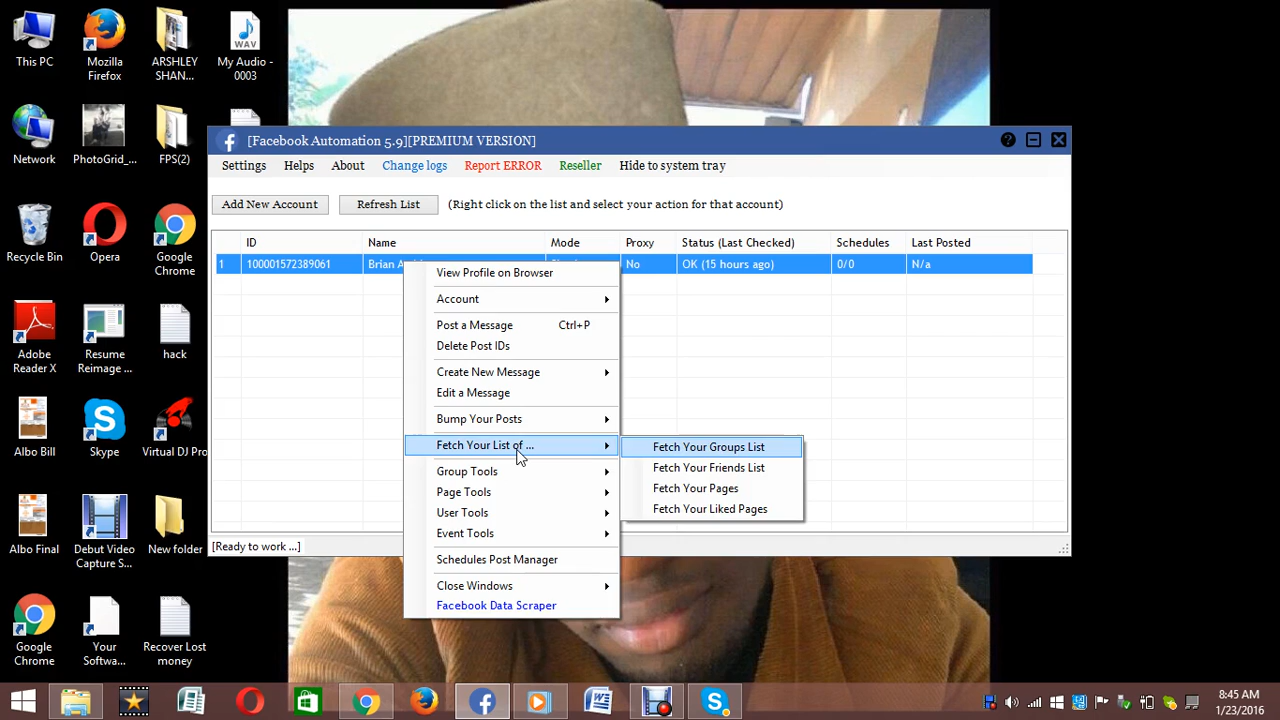 This PC
Mozilla
Firefox
ARSHLEY
SHAN...
My Audio -
0003
Network
PhotoGrid_...
FPS(2)
Recycle Bin
Opera
Google
Chrome
Adobe
Reader X
Resume
Reimage ...
hack
Albo Bill
Skype
Virtual DJ Pro
Albo Final
Debut Video
Capture S...
New folder
Google
Chrome
Your
Softwa...
Recover Lost
money
[Facebook Automation 5.9][PREMIUM VERSION]
Settings Helps About Change logs Report ERROR Reseller Hide to system tray
Add New Account Refresh List (Right click on the list and select your action for that account)
ID Name Mode Proxy Status (Last Checked) Schedules Last Posted
1 100001572389061 Brian No OK (15 hours ago) 0/0 N/a
View Profile on Browser
Account
Post a Message Ctrl+P
Delete Post IDs
Create New Message
Edit a Message
Bump Your Posts
Fetch Your List of ...
Group Tools
Page Tools
User Tools
Event Tools
Schedules Post Manager
Close Windows
Facebook Data Scraper
Fetch Your Groups List
Fetch Your Friends List
Fetch Your Pages
Fetch Your Liked Pages
[Ready to work ...]
8:45 AM
1/23/2016